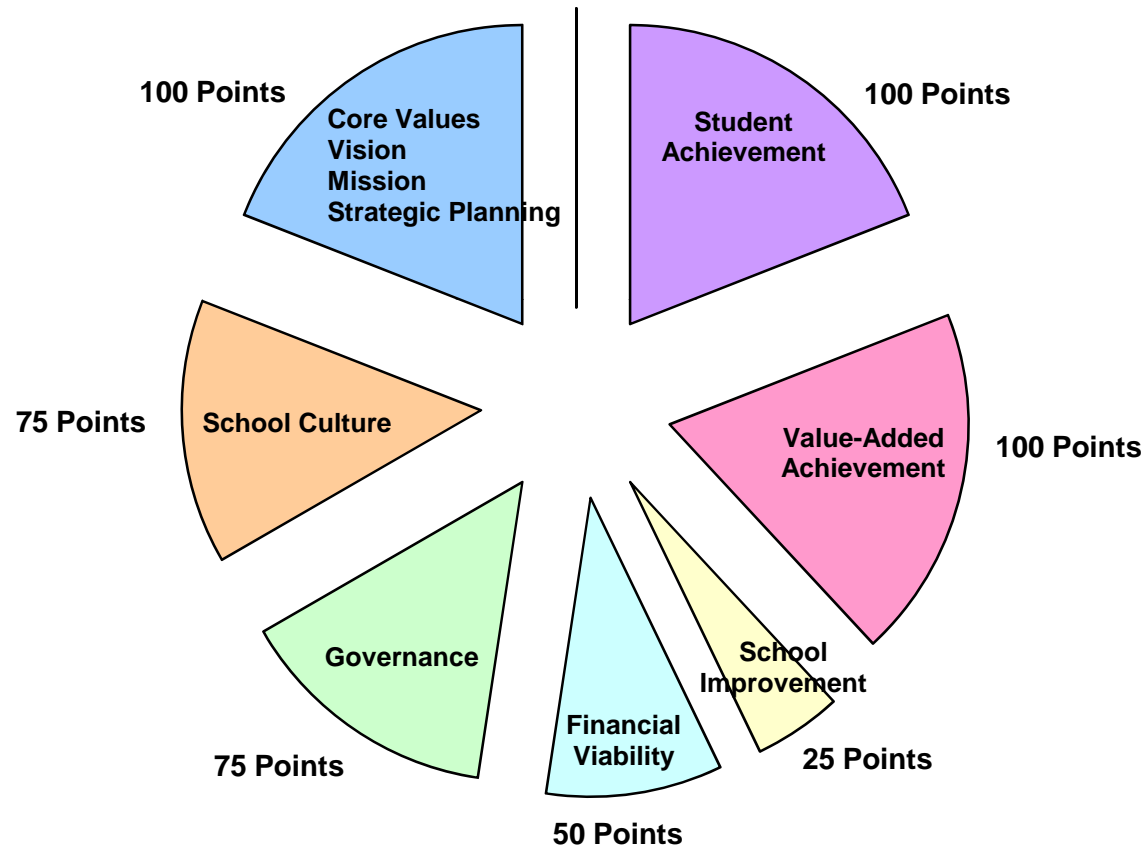 100 Points
Core Values
Vision
Mission
Strategic Planning
Student
Achievement
100 Points
75 Points
School Culture
Value-Added
Achievement
100 Points
Governance
75 Points
Financial
Viability
50 Points
School
Improvement
25 Points